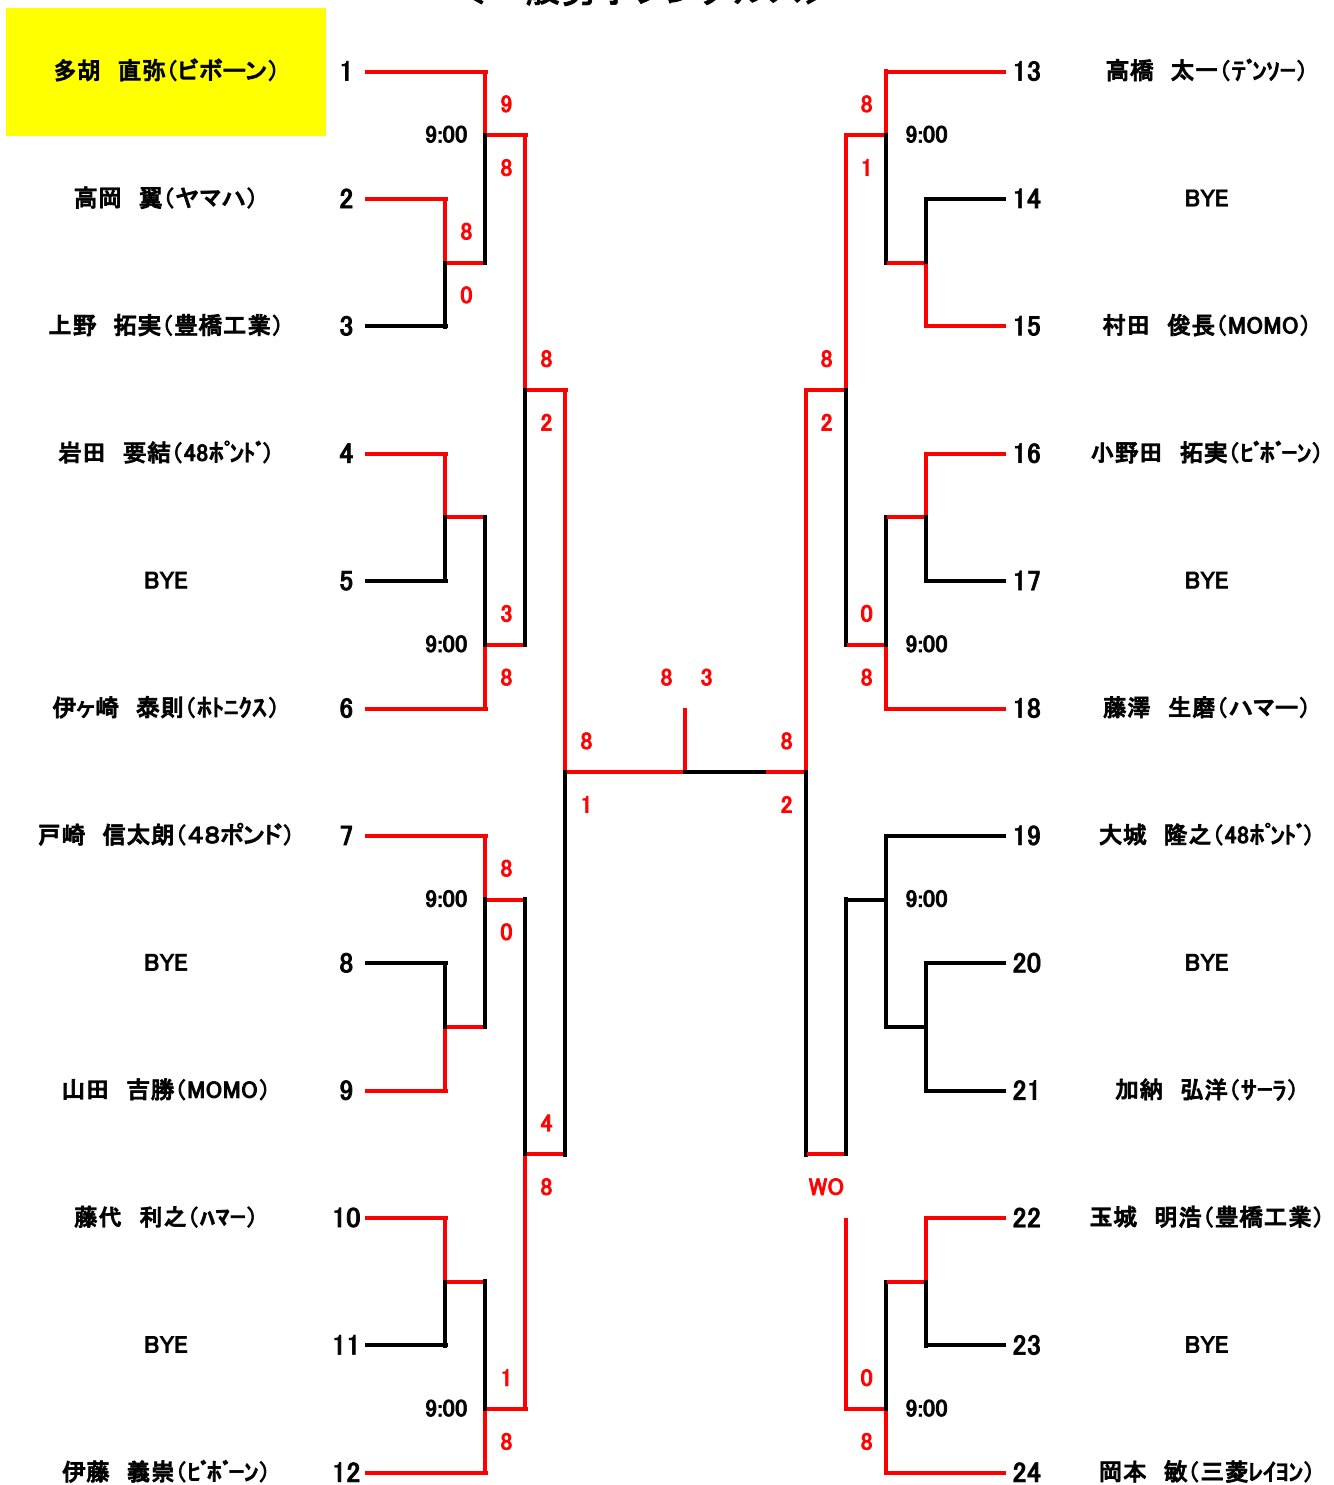 多胡　直弥(ビボーン) 1
9
9:00
8
高岡　翼(ヤマハ) 2
8
0
上野　拓実(豊橋工業) 3
8
2
岩田　要結(48ﾎﾟﾝﾄﾞ) 4
BYE 5
3
9:00
8
伊ヶ崎　泰則(ﾎﾄﾆｸｽ) 6
8
1
戸崎　信太朗(４８ポンド) 7
8
9:00
0
BYE 8
山田　吉勝(MOMO) 9
4
8
藤代　利之(ﾊﾏｰ) 10
BYE 11
1
9:00
8
伊藤　義崇(ﾋﾞﾎﾞｰﾝ) 12
8 3
13 高橋　太一(ﾃﾞﾝｿｰ)
8
9:00
1
14 BYE
15 村田　俊長(MOMO)
8
2
16 小野田　拓実(ﾋﾞﾎﾞｰﾝ)
17 BYE
0
9:00
8
18 藤澤　生磨(ハマー)
8
2
19 大城　隆之(48ﾎﾟﾝﾄﾞ)
9:00
20 BYE
21 加納　弘洋(ｻｰﾗ)
WO
22 玉城　明浩(豊橋工業)
23 BYE
0
9:00
8
24 岡本　敏(三菱ﾚｲﾖﾝ)